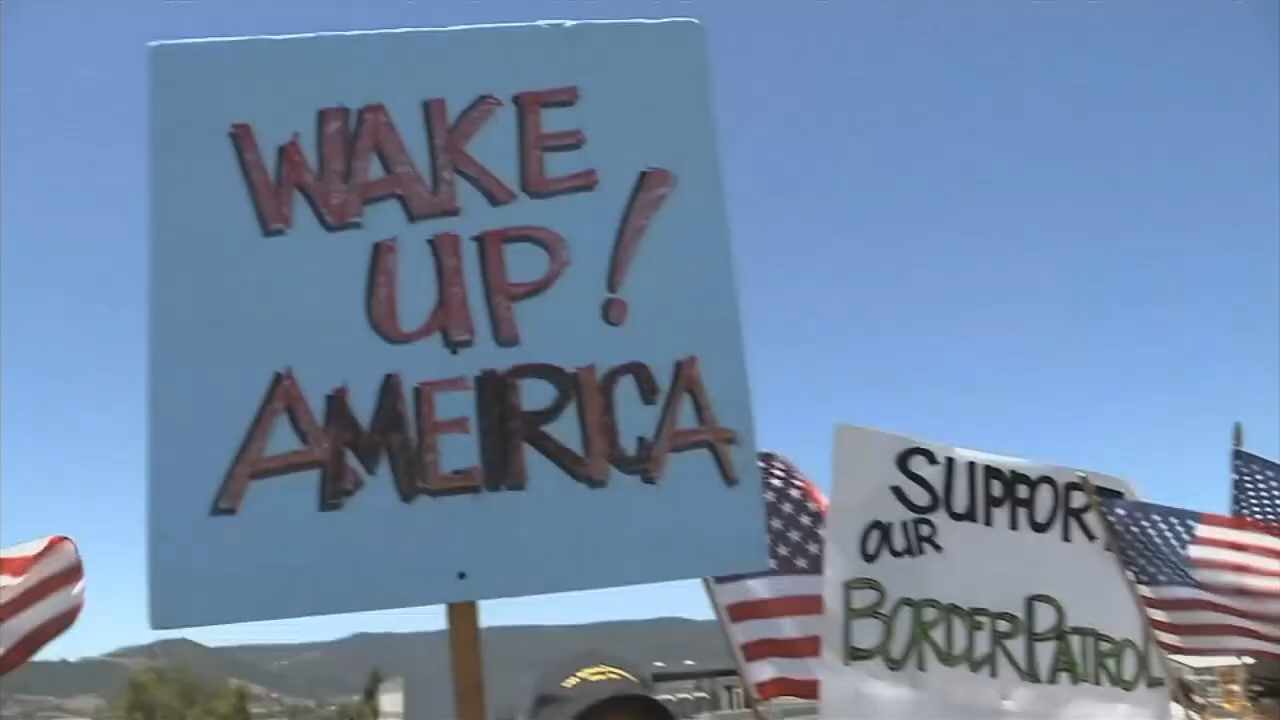 WAKE
UP!
AMERICA
SUPPORT
OUR
BORDER PATROL